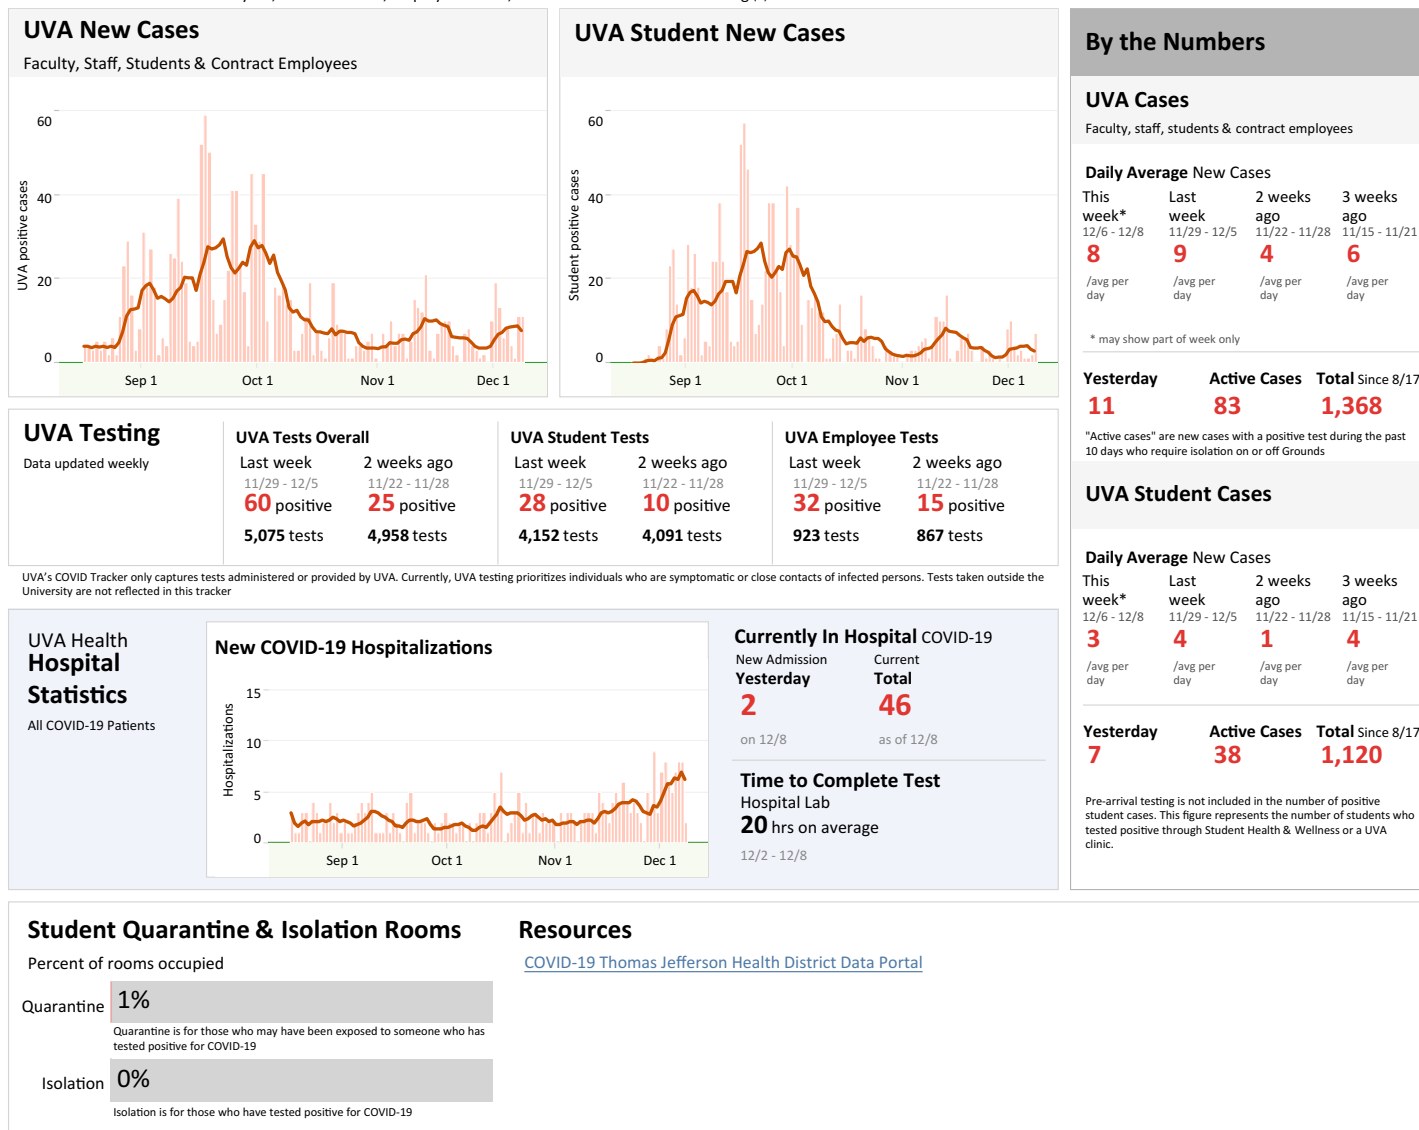 UVA New Cases
Faculty, Staff, Students & Contract Employees
UVA positive cases
60
40
20
0
Sep 1
Oct 1
Nov 1
Dec 1
UVA Student New Cases
Student positive cases
60
40
20
0
Sep 1
Oct 1
Nov 1
Dec 1
UVA Testing
Data updated weekly
UVA Tests Overall
Last week
11/29 - 12/5
60 positive
5,075 tests
2 weeks ago
11/22 - 11/28
25 positive
4,958 tests
UVA Student Tests
Last week
11/29 - 12/5
28 positive
4,152 tests
2 weeks ago
11/22 - 11/28
10 positive
4,091 tests
UVA Employee Tests
Last week
11/29 - 12/5
32 positive
923 tests
2 weeks ago
11/22 - 11/28
15 positive
867 tests
UVA's COVID Tracker only captures tests administered or provided by UVA. Currently, UVA testing prioritizes individuals who are symptomatic or close contacts of infected persons. Tests taken outside the
University are not reflected in this tracker
UVA Health
Hospital
Statistics
All COVID-19 Patients
New COVID-19 Hospitalizations
Hospitalizations
15
10
5
0
Sep 1
Oct 1
Nov 1
Dec 1
Currently In Hospital COVID-19
New Admission
Yesterday
2
on 12/8
Current
Total
46
as of 12/8
Time to Complete Test
Hospital Lab
20 hrs on average
12/2 - 12/8
By the Numbers
UVA Cases
Faculty, staff, students & contract employees
Daily Average New Cases
This
week*
12/6 - 12/8
8
/avg per
day
Last
week
11/29 - 12/5
9
/avg per
day
2 weeks
ago
11/22 - 11/28
4
/avg per
day
3 weeks
ago
11/15 - 11/21
6
/avg per
day
* may show part of week only
Yesterday
11
Active Cases
83
Total Since 8/17
1,368
"Active cases" are new cases with a positive test during the past
10 days who require isolation on or off Grounds
UVA Student Cases
Daily Average New Cases
This
week*
12/6 - 12/8
3
/avg per
day
Last
week
11/29 - 12/5
4
/avg per
day
2 weeks
ago
11/22 - 11/28
1
/avg per
day
3 weeks
ago
11/15 - 11/21
4
/avg per
day
Yesterday
7
Active Cases
38
Total Since 8/17
1,120
Pre-arrival testing is not included in the number of positive
student cases. This figure represents the number of students who
tested positive through Student Health & Wellness or a UVA
clinic.
Student Quarantine & Isolation Rooms
Percent of rooms occupied
Quarantine
1%
Quarantine is for those who may have been exposed to someone who has
tested positive for COVID-19
Isolation
0%
Isolation is for those who have tested positive for COVID-19
Resources
COVID-19 Thomas Jefferson Health District Data Portal